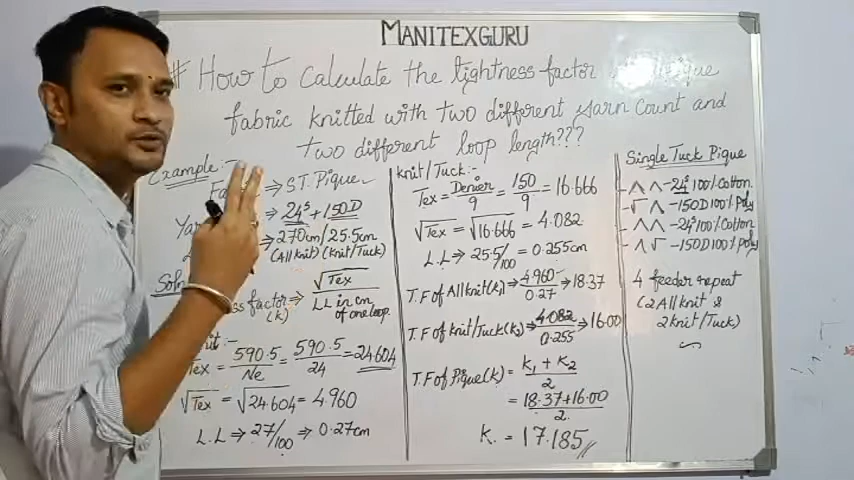 MANITEXGURU
# How to calculate the tightness factor Pique
fabric knitted with two different yarn count and
two different loop length???
Example:-
⇒ S.T. Pique
⇒ 24s + 150D
⇒ 270cm/25.5cm
(All knit) (Knit/Tuck)
Soln
factor ⇒ √Tex / LL in cm of one loop
(K)
Tex = 590.5/Ne = 590.5/24 = 24.604
√Tex = √24.604 = 4.960
L.L ⇒ 27/100 ⇒ 0.27cm
knit/Tuck:-
Tex = Denier/9 = 150/9 = 16.666
√Tex = √16.666 = 4.082
L.L ⇒ 25.5/100 = 0.255cm
T.F of All knit(K1) ⇒ 4.960/0.27 ⇒ 18.37
T.F of knit/Tuck(K2) ⇒ 4.082/0.255 ⇒ 16.00
T.F of Pique(K) = K1 + K2 / 2
= 18.37+16.00 / 2
K = 17.185
Single Tuck Pique
- ∧ ∧ - 24s 100% Cotton
- √ ∧ - 150D 100% Poly
- ∧ ∧ - 24s 100% Cotton
- ∧ √ - 150D 100% Poly
4 feeder repeat
(2 All knit &
2 knit/Tuck)